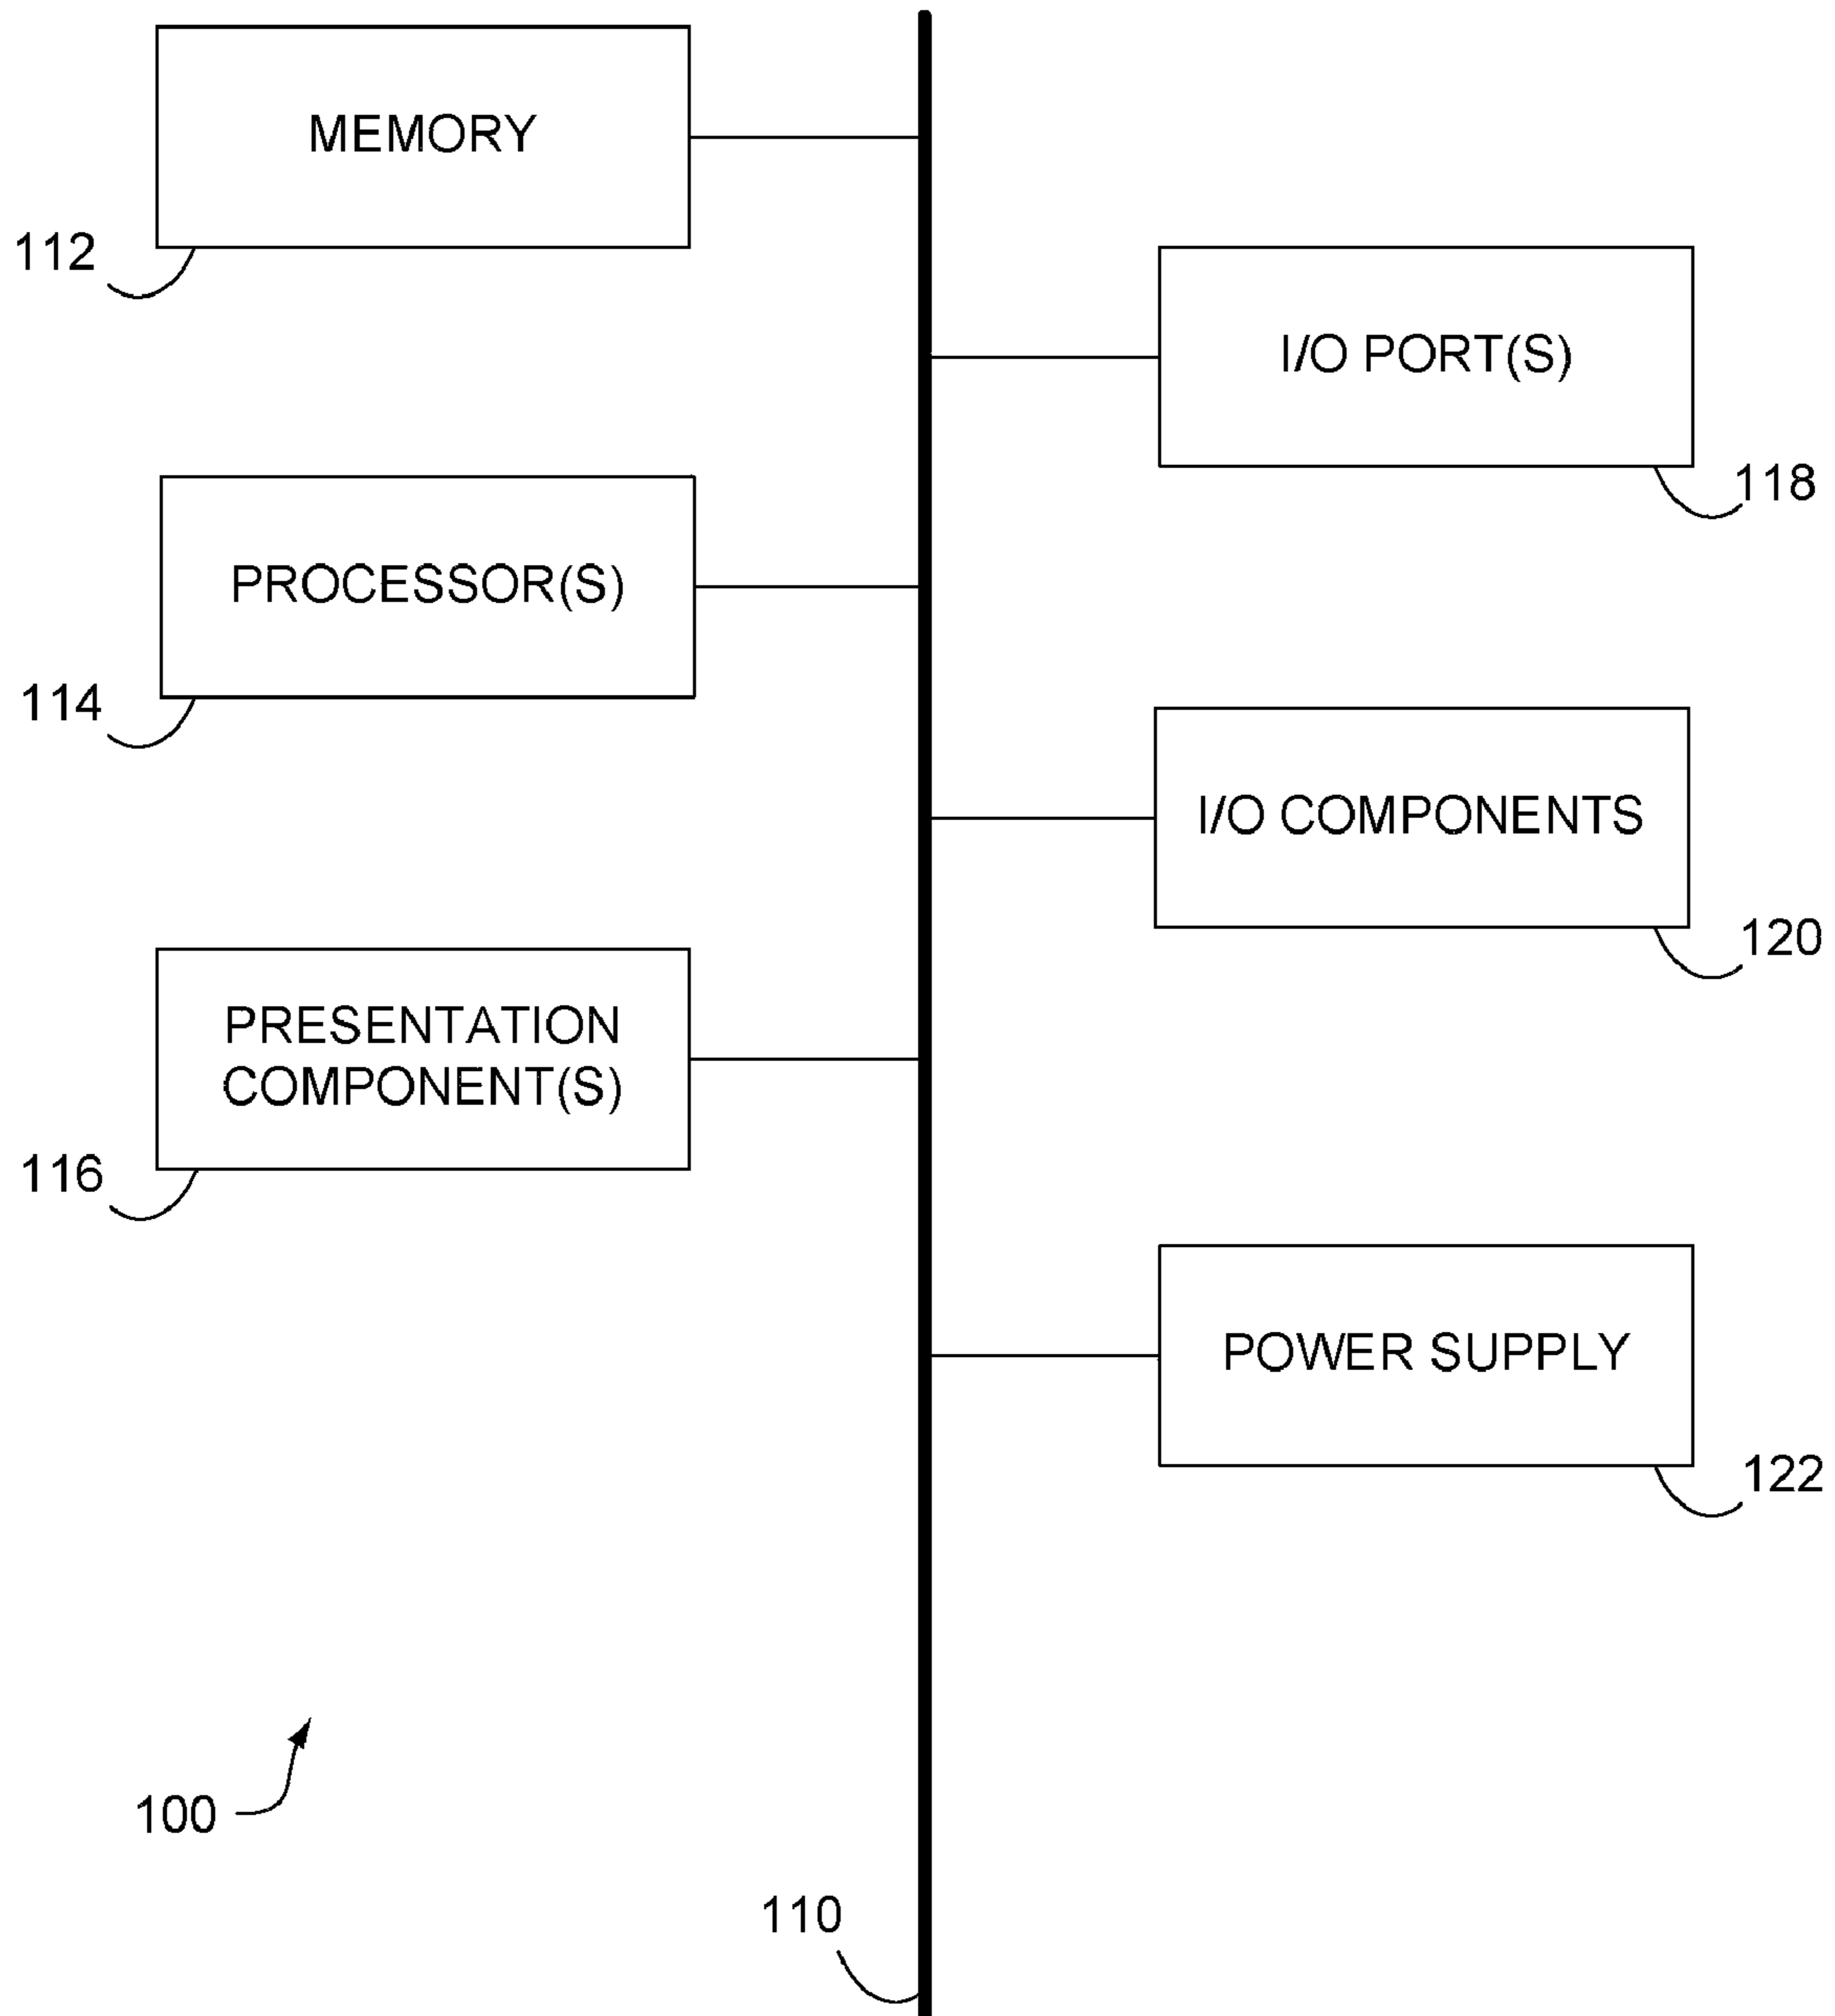 MEMORY
112
I/O PORT(S)
118
PROCESSOR(S)
114
I/O COMPONENTS
120
PRESENTATION
COMPONENT(S)
116
POWER SUPPLY
122
100
110